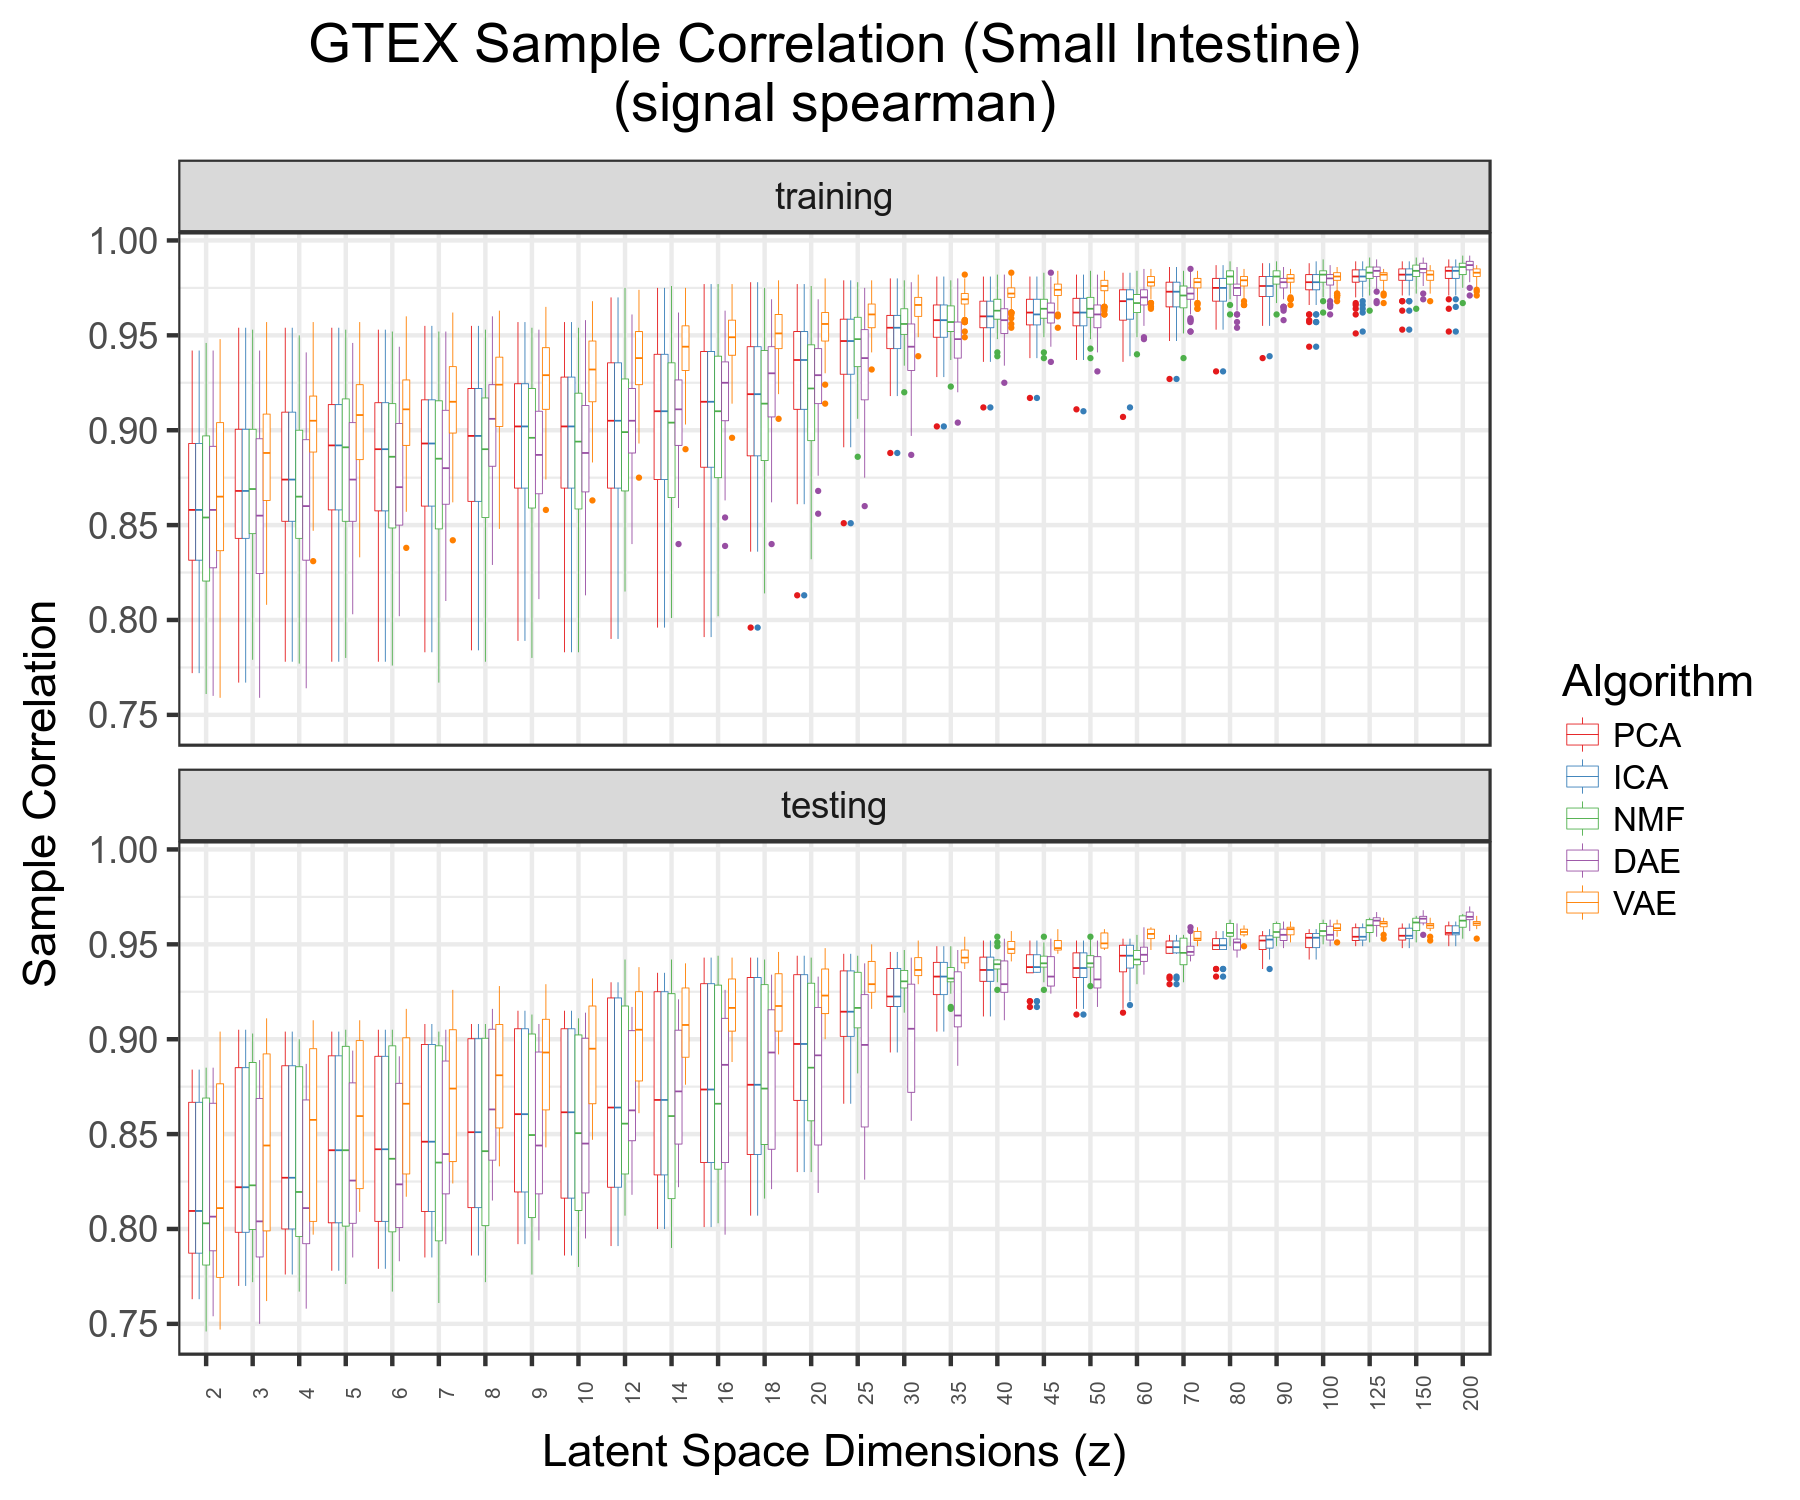 GTEX Sample Correlation (Small Intestine)
(signal spearman)
training
1.00
0.95
0.90
0.85
0.80
0.75
testing
1.00
0.95
0.90
0.85
0.80
0.75
Sample Correlation
2 3 4 5 6 7 8 9 10 12 14 16 18 20 25 30 35 40 45 50 60 70 80 90 100 125 150 200
Latent Space Dimensions (z)
Algorithm
PCA
ICA
NMF
DAE
VAE